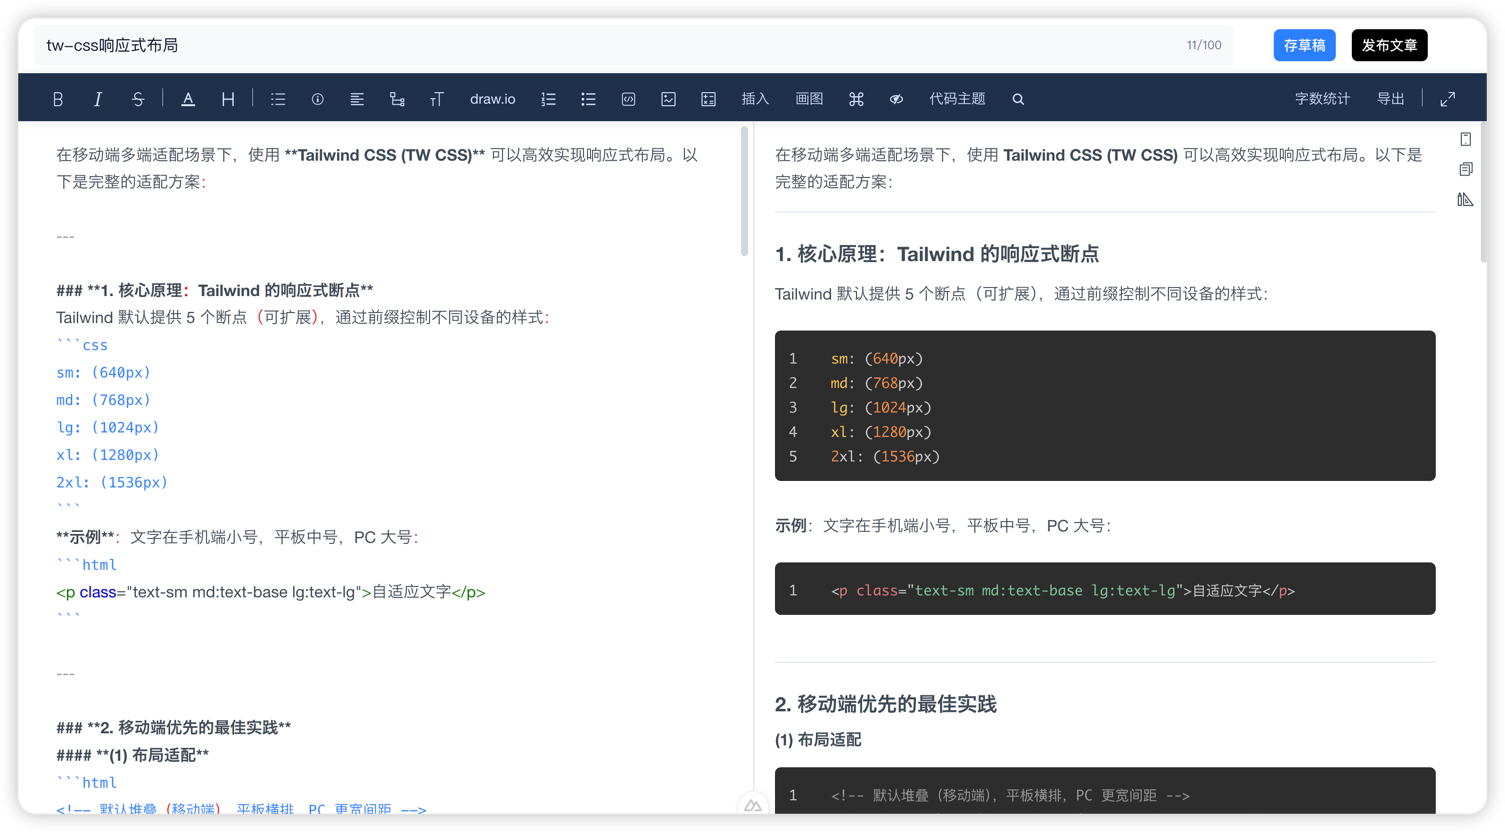 tw-css响应式布局
11/100
存草稿
发布文章
B I S A H
TT
draw.io
插入
画图
代码主题
字数统计
导出
在移动端多端适配场景下，使用 **Tailwind CSS (TW CSS)** 可以高效实现响应式布局。以
下是完整的适配方案：
---
### **1. 核心原理：Tailwind 的响应式断点**
Tailwind 默认提供 5 个断点（可扩展），通过前缀控制不同设备的样式：
```css
sm: (640px)
md: (768px)
lg: (1024px)
xl: (1280px)
2xl: (1536px)
```
**示例**：文字在手机端小号，平板中号，PC 大号：
```html
<p class="text-sm md:text-base lg:text-lg">自适应文字</p>
```
---
### **2. 移动端优先的最佳实践**
#### **(1) 布局适配**
```html
<!-- 默认堆叠（移动端），平板横排，PC 更宽间距 -->
在移动端多端适配场景下，使用 Tailwind CSS (TW CSS) 可以高效实现响应式布局。以下是
完整的适配方案：
1. 核心原理：Tailwind 的响应式断点
Tailwind 默认提供 5 个断点（可扩展），通过前缀控制不同设备的样式：
1 sm: (640px)
2 md: (768px)
3 lg: (1024px)
4 xl: (1280px)
5 2xl: (1536px)
示例：文字在手机端小号，平板中号，PC 大号：
1 <p class="text-sm md:text-base lg:text-lg">自适应文字</p>
2. 移动端优先的最佳实践
(1) 布局适配
1 <!-- 默认堆叠（移动端），平板横排，PC 更宽间距 -->